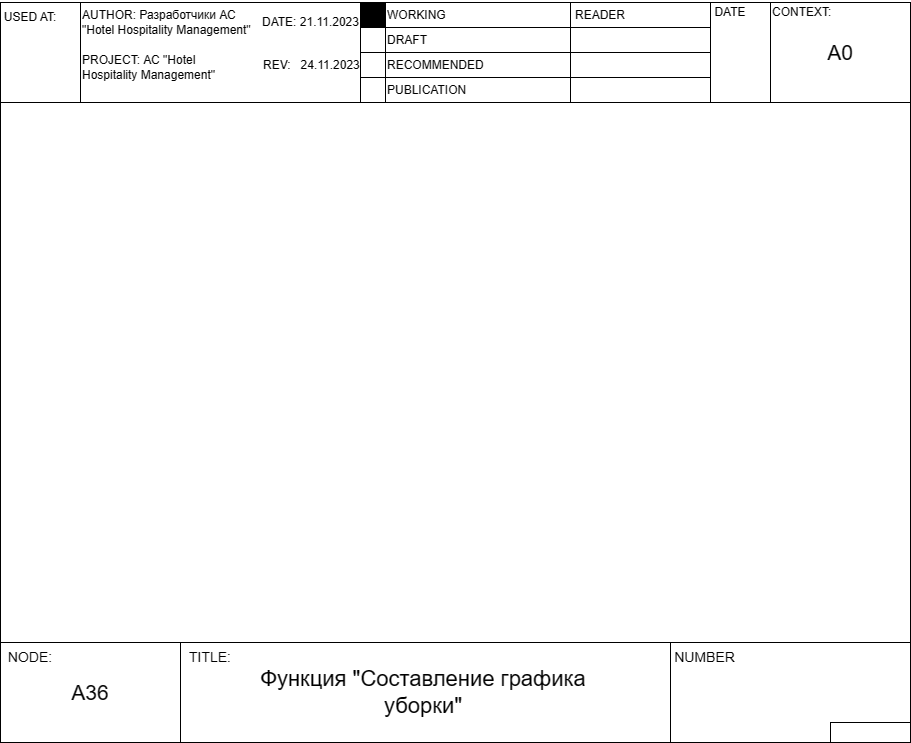 USED AT:
AUTHOR: Разработчики АС
"Hotel Hospitality Management"
DATE: 21.11.2023
PROJECT: АС "Hotel
Hospitality Management"
REV: 24.11.2023
WORKING
DRAFT
RECOMMENDED
PUBLICATION
READER
DATE
CONTEXT:
A0
NODE:
A36
TITLE:
Функция "Составление графика
уборки"
NUMBER